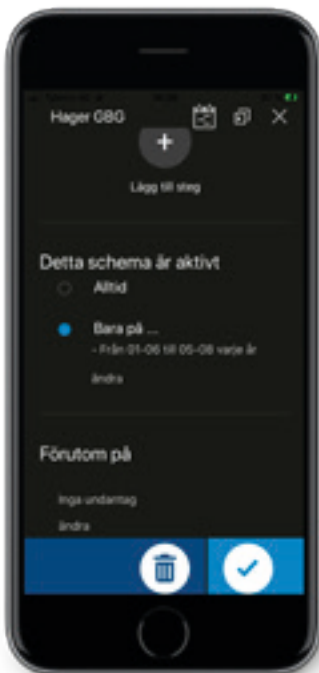 Hager GBG
Lägg till steg
Detta schema är aktivt
Alltid
Bara på ...
- Från 01-06 till 05-08 varje år
ändra
Förutom på
Inga undantag
ändra